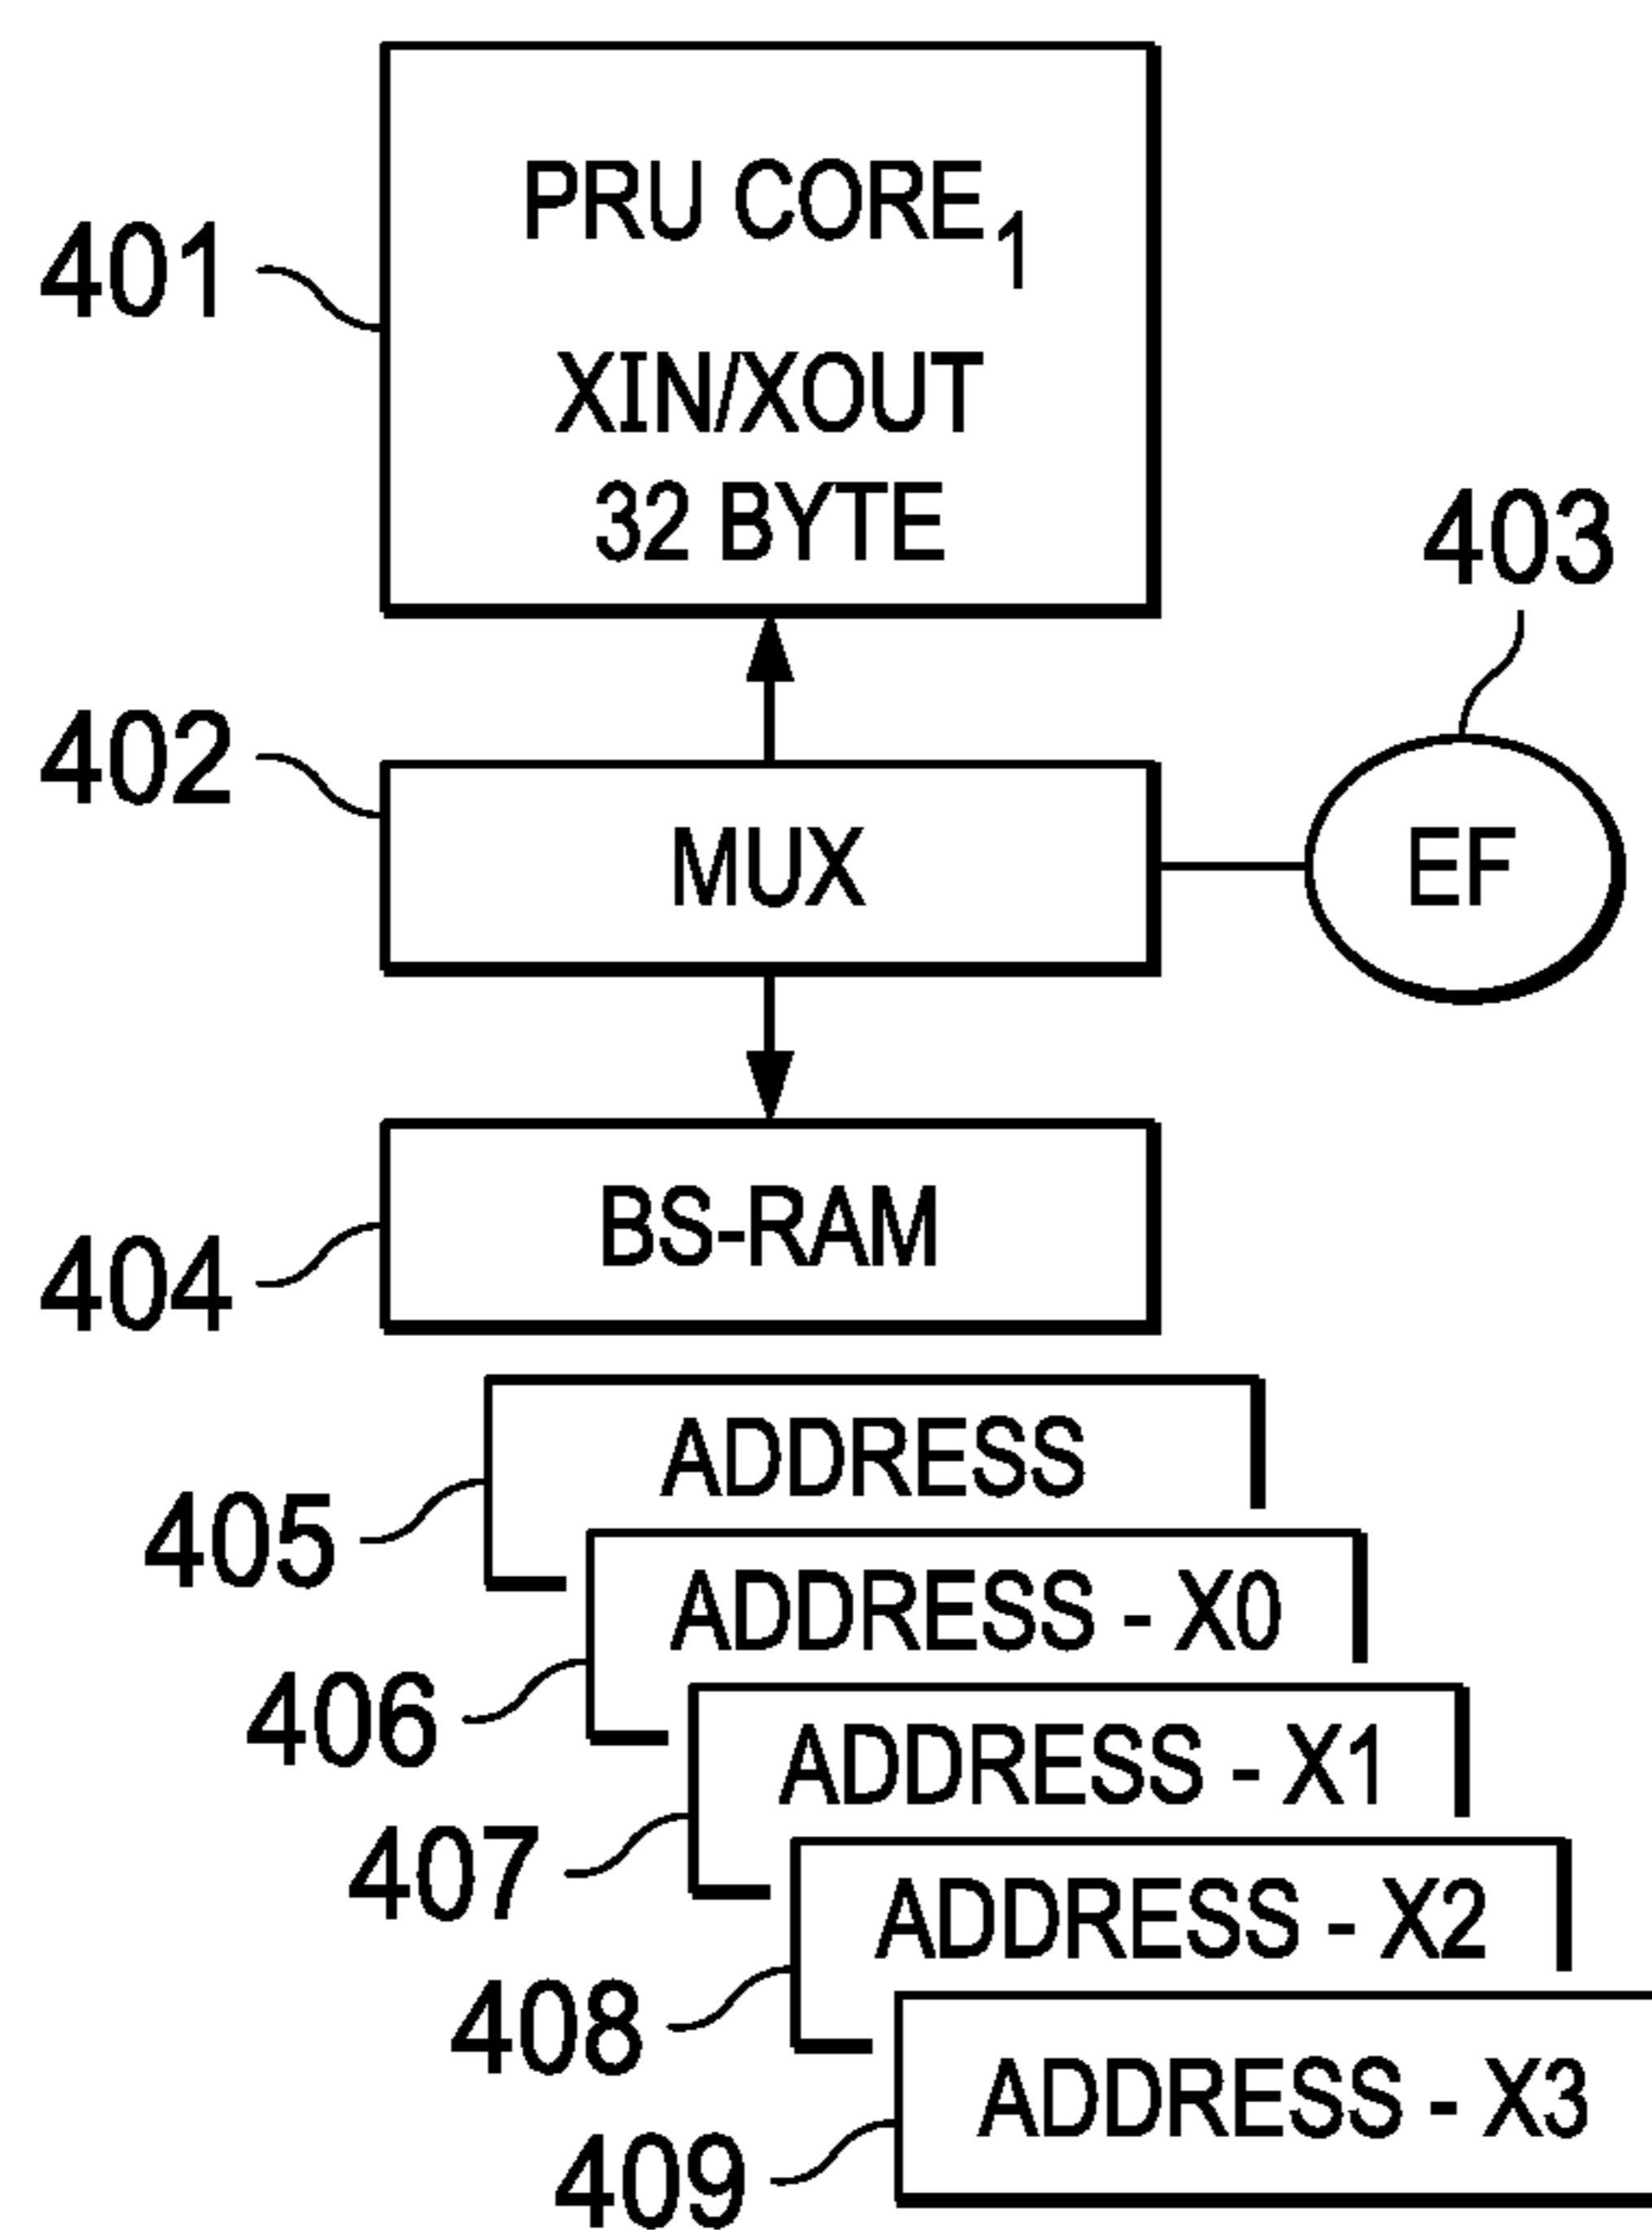 PRU CORE1
401
XIN/XOUT
32 BYTE
403
402
MUX
EF
BS-RAM
404
ADDRESS
405
ADDRESS - X0
406
ADDRESS - X1
407
ADDRESS - X2
408
ADDRESS - X3
409